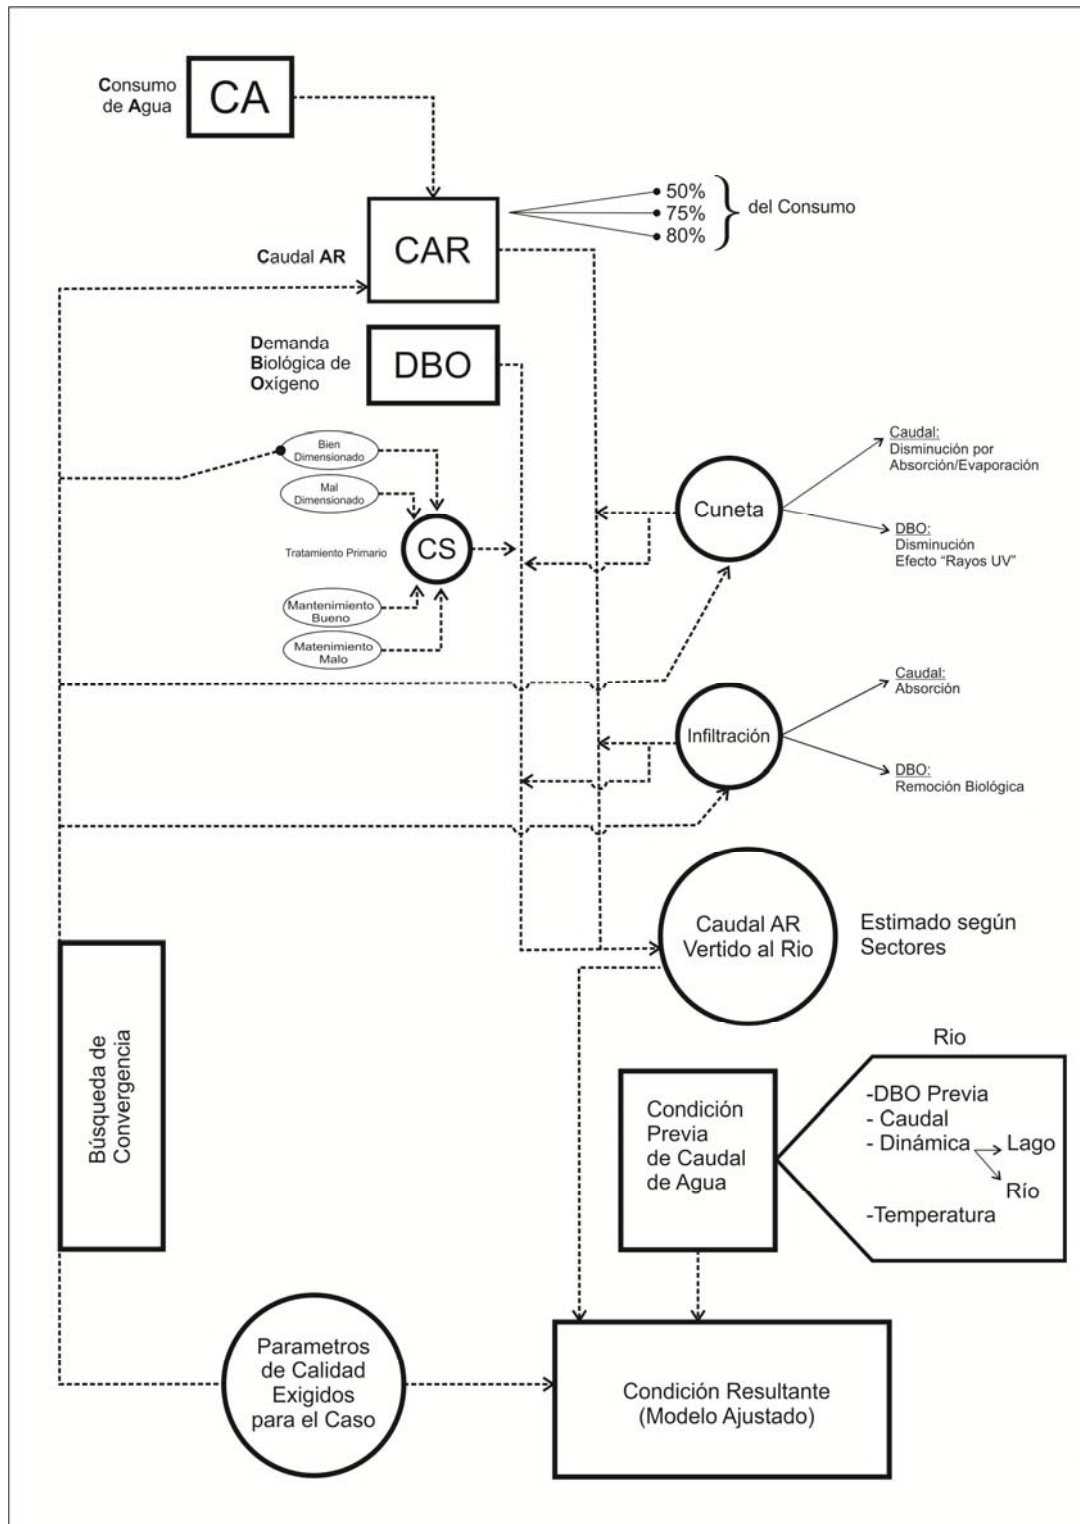 Consumo
de Agua
CA
50%
75%
80%
del Consumo
CAR
Caudal AR
Demanda
Biológica de
Oxígeno
DBO
Bien
Dimensionado
Mal
Dimensionado
CS
Tratamiento Primario
Mantenimiento
Bueno
Matenimiento
Malo
Cuneta
Caudal:
Disminución por
Absorción/Evaporación
DBO:
Disminución
Efecto “Rayos UV”
Infiltración
Caudal:
Absorción
DBO:
Remoción Biológica
Caudal AR
Vertido al Rio
Estimado según
Sectores
Búsqueda de
Convergencia
Condición
Previa
de Caudal
de Agua
Rio
-DBO Previa
- Caudal
- Dinámica
Lago
Río
-Temperatura
Parametros
de Calidad
Exigidos
para el Caso
Condición Resultante
(Modelo Ajustado)